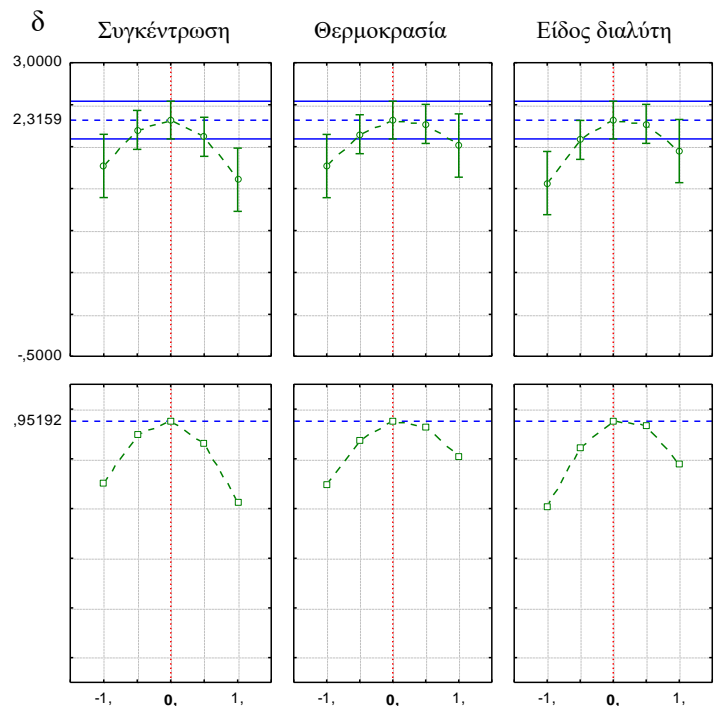 δ
Συγκέντρωση Θερμοκρασία Είδος διαλύτη
3,0000
2,3159
-,5000
,95192
-1, 0, 1, -1, 0, 1, -1, 0, 1,